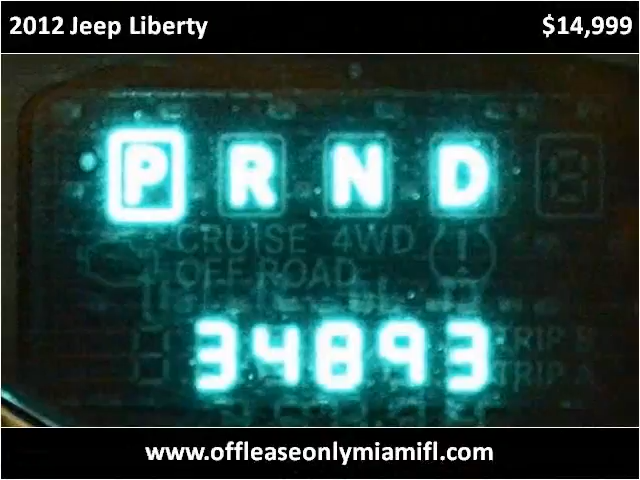 2012 Jeep Liberty $14,999
P R N D
CRUISE 4WD
OFF ROAD
34893 TRIP B
TRIP A
www.offleaseonlymiamifl.com